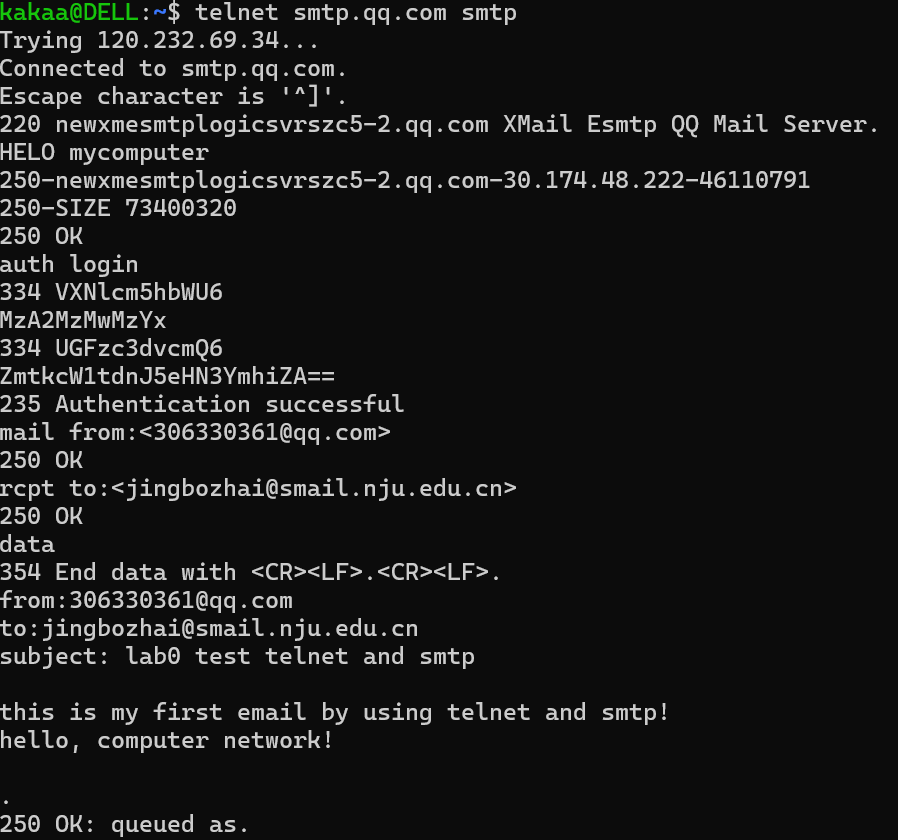 kakaa@DELL:~$ telnet smtp.qq.com smtp
Trying 120.232.69.34...
Connected to smtp.qq.com.
Escape character is '^]'.
220 newxmesmtplogicsvrszc5-2.qq.com XMail Esmtp QQ Mail Server.
HELO mycomputer
250-newxmesmtplogicsvrszc5-2.qq.com-30.174.48.222-46110791
250-SIZE 73400320
250 OK
auth login
334 VXNlcm5hbWU6
MzA2MzMwMzYx
334 UGFzc3dvcmQ6
ZmtkcW1tdnJ5eHN3YmhiZA==
235 Authentication successful
mail from:<306330361@qq.com>
250 OK
rcpt to:<jingbozhai@smail.nju.edu.cn>
250 OK
data
354 End data with <CR><LF>.<CR><LF>.
from:306330361@qq.com
to:jingbozhai@smail.nju.edu.cn
subject: lab0 test telnet and smtp

this is my first email by using telnet and smtp!
hello, computer network!

.
250 OK: queued as.